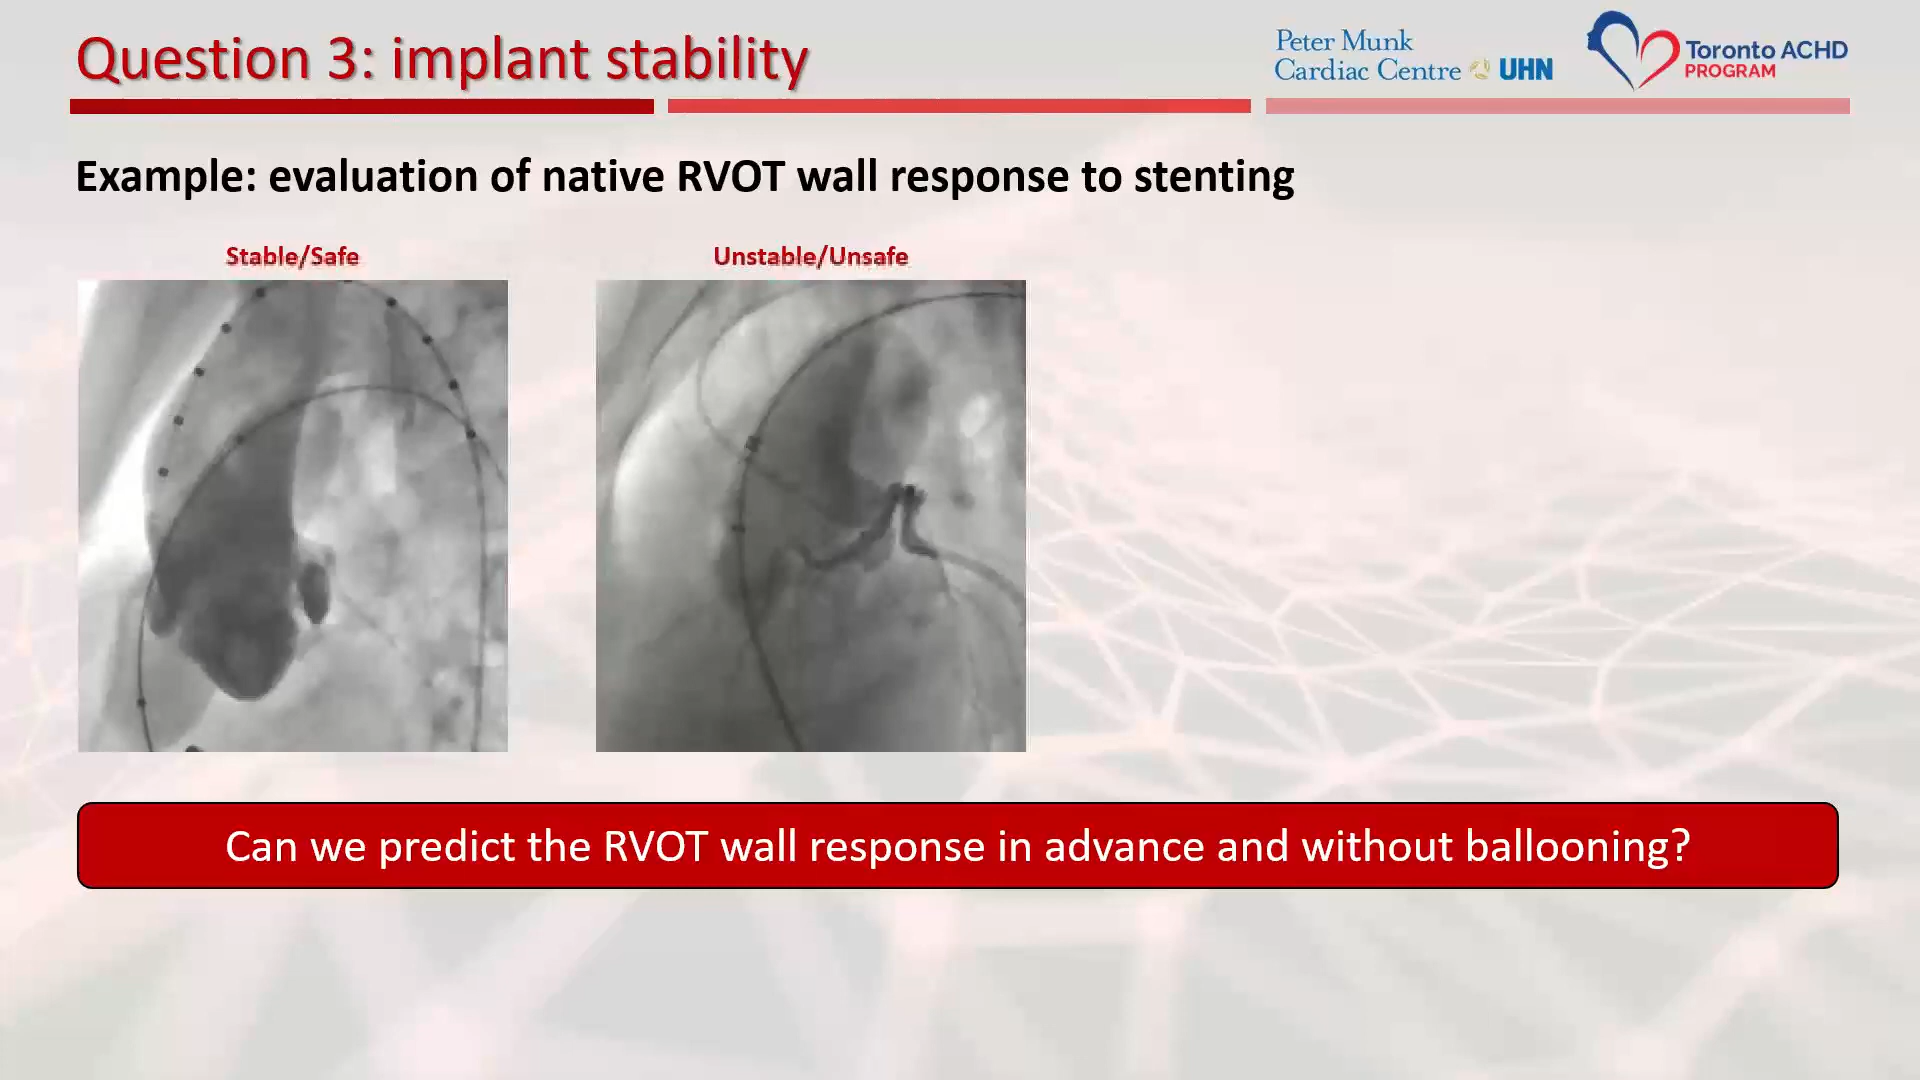 Question 3: implant stability
Peter Munk
Cardiac Centre UHN
Toronto ACHD
PROGRAM
Example: evaluation of native RVOT wall response to stenting
Stable/Safe
Unstable/Unsafe
Can we predict the RVOT wall response in advance and without ballooning?